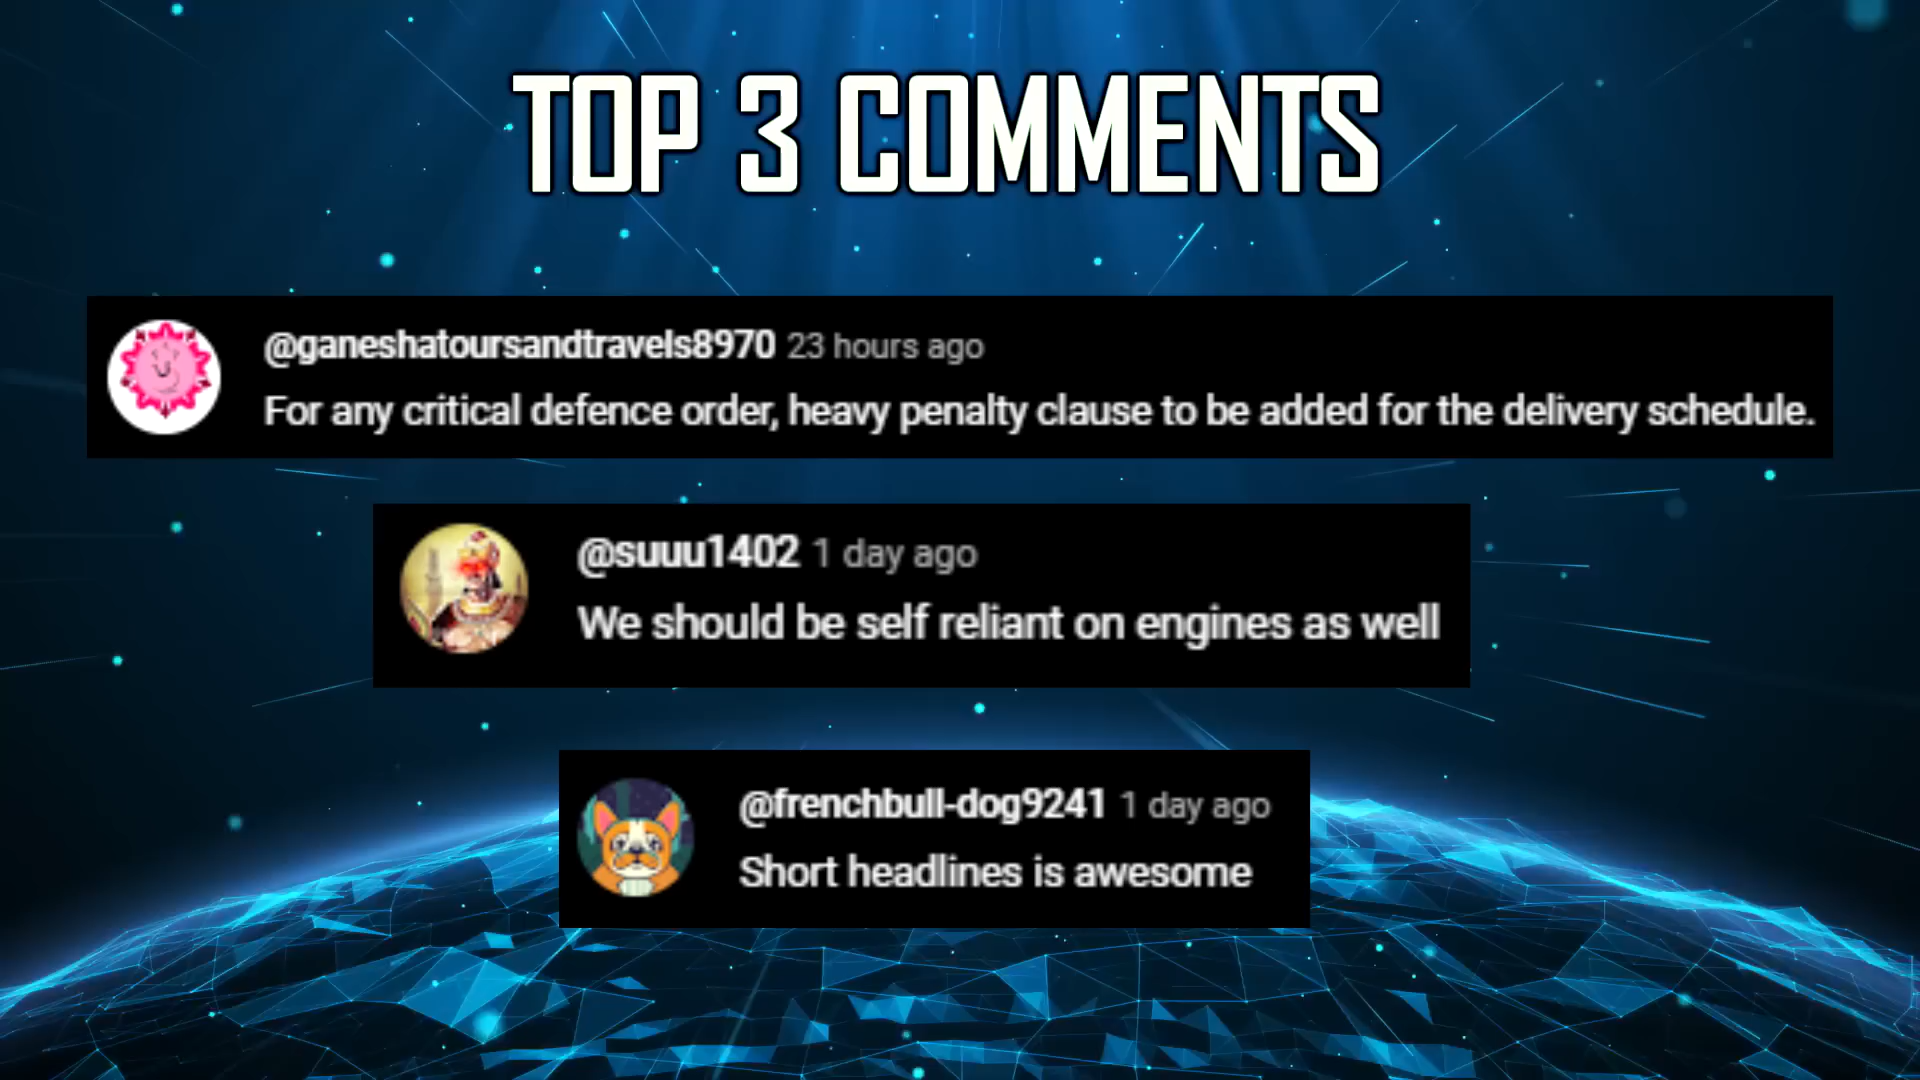 TOP 3 COMMENTS
@ganeshatoursandtravels8970 23 hours ago
For any critical defence order, heavy penalty clause to be added for the delivery schedule.
@suuu1402 1 day ago
We should be self reliant on engines as well
@frenchbull-dog9241 1 day ago
Short headlines is awesome